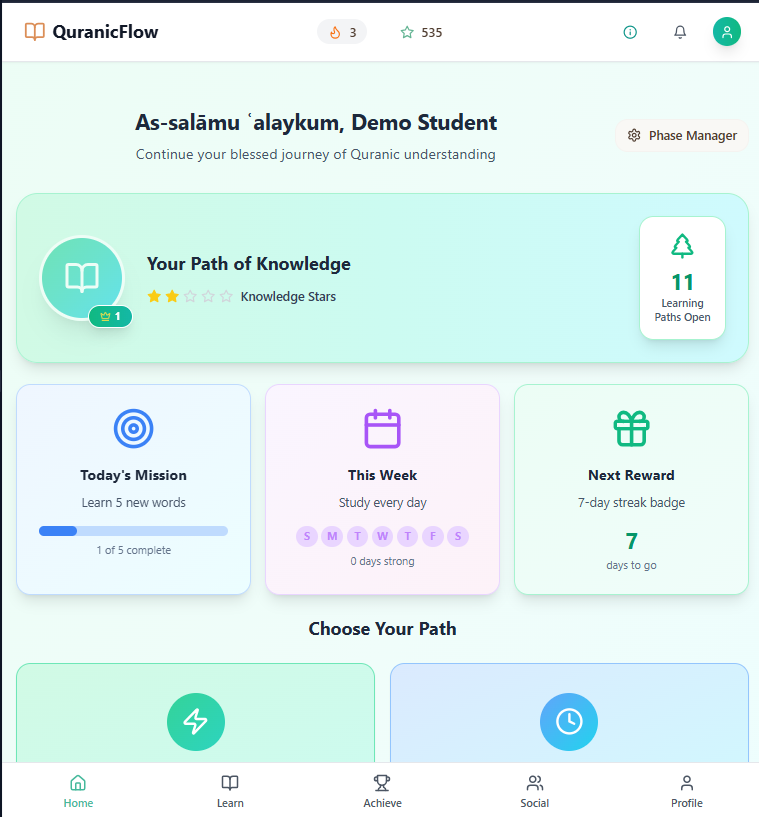 QuranicFlow
3
535
As-salāmu ʿalaykum, Demo Student
Continue your blessed journey of Quranic understanding
Phase Manager
Your Path of Knowledge
Knowledge Stars
1
11
Learning
Paths Open
Today's Mission
Learn 5 new words
1 of 5 complete
This Week
Study every day
S M T W T F S
0 days strong
Next Reward
7-day streak badge
7
days to go
Choose Your Path
Home
Learn
Achieve
Social
Profile